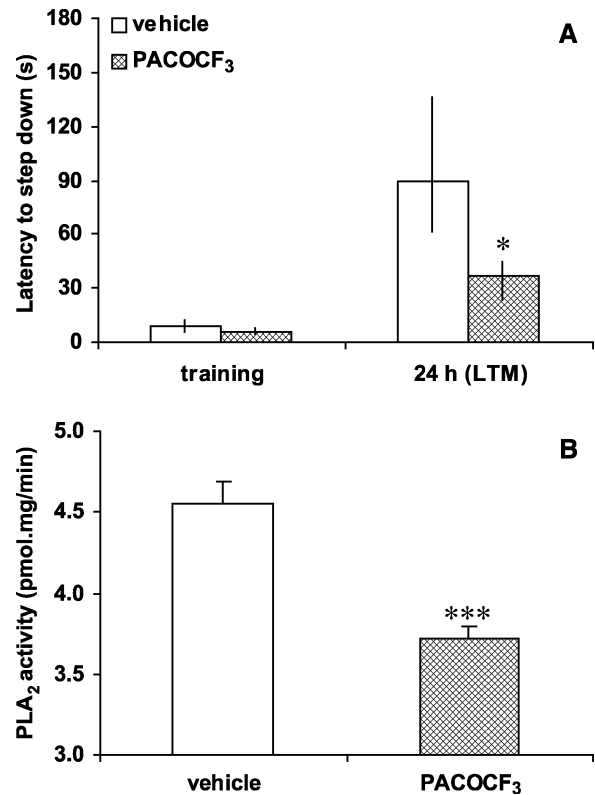 A
vehicle
PACOCF₃
Latency to step down (s)
180
150
120
90
60
30
0
*
training
24 h (LTM)
B
PLA₂ activity (pmol.mg/min)
5.0
4.5
4.0
3.5
3.0
***
vehicle
PACOCF₃